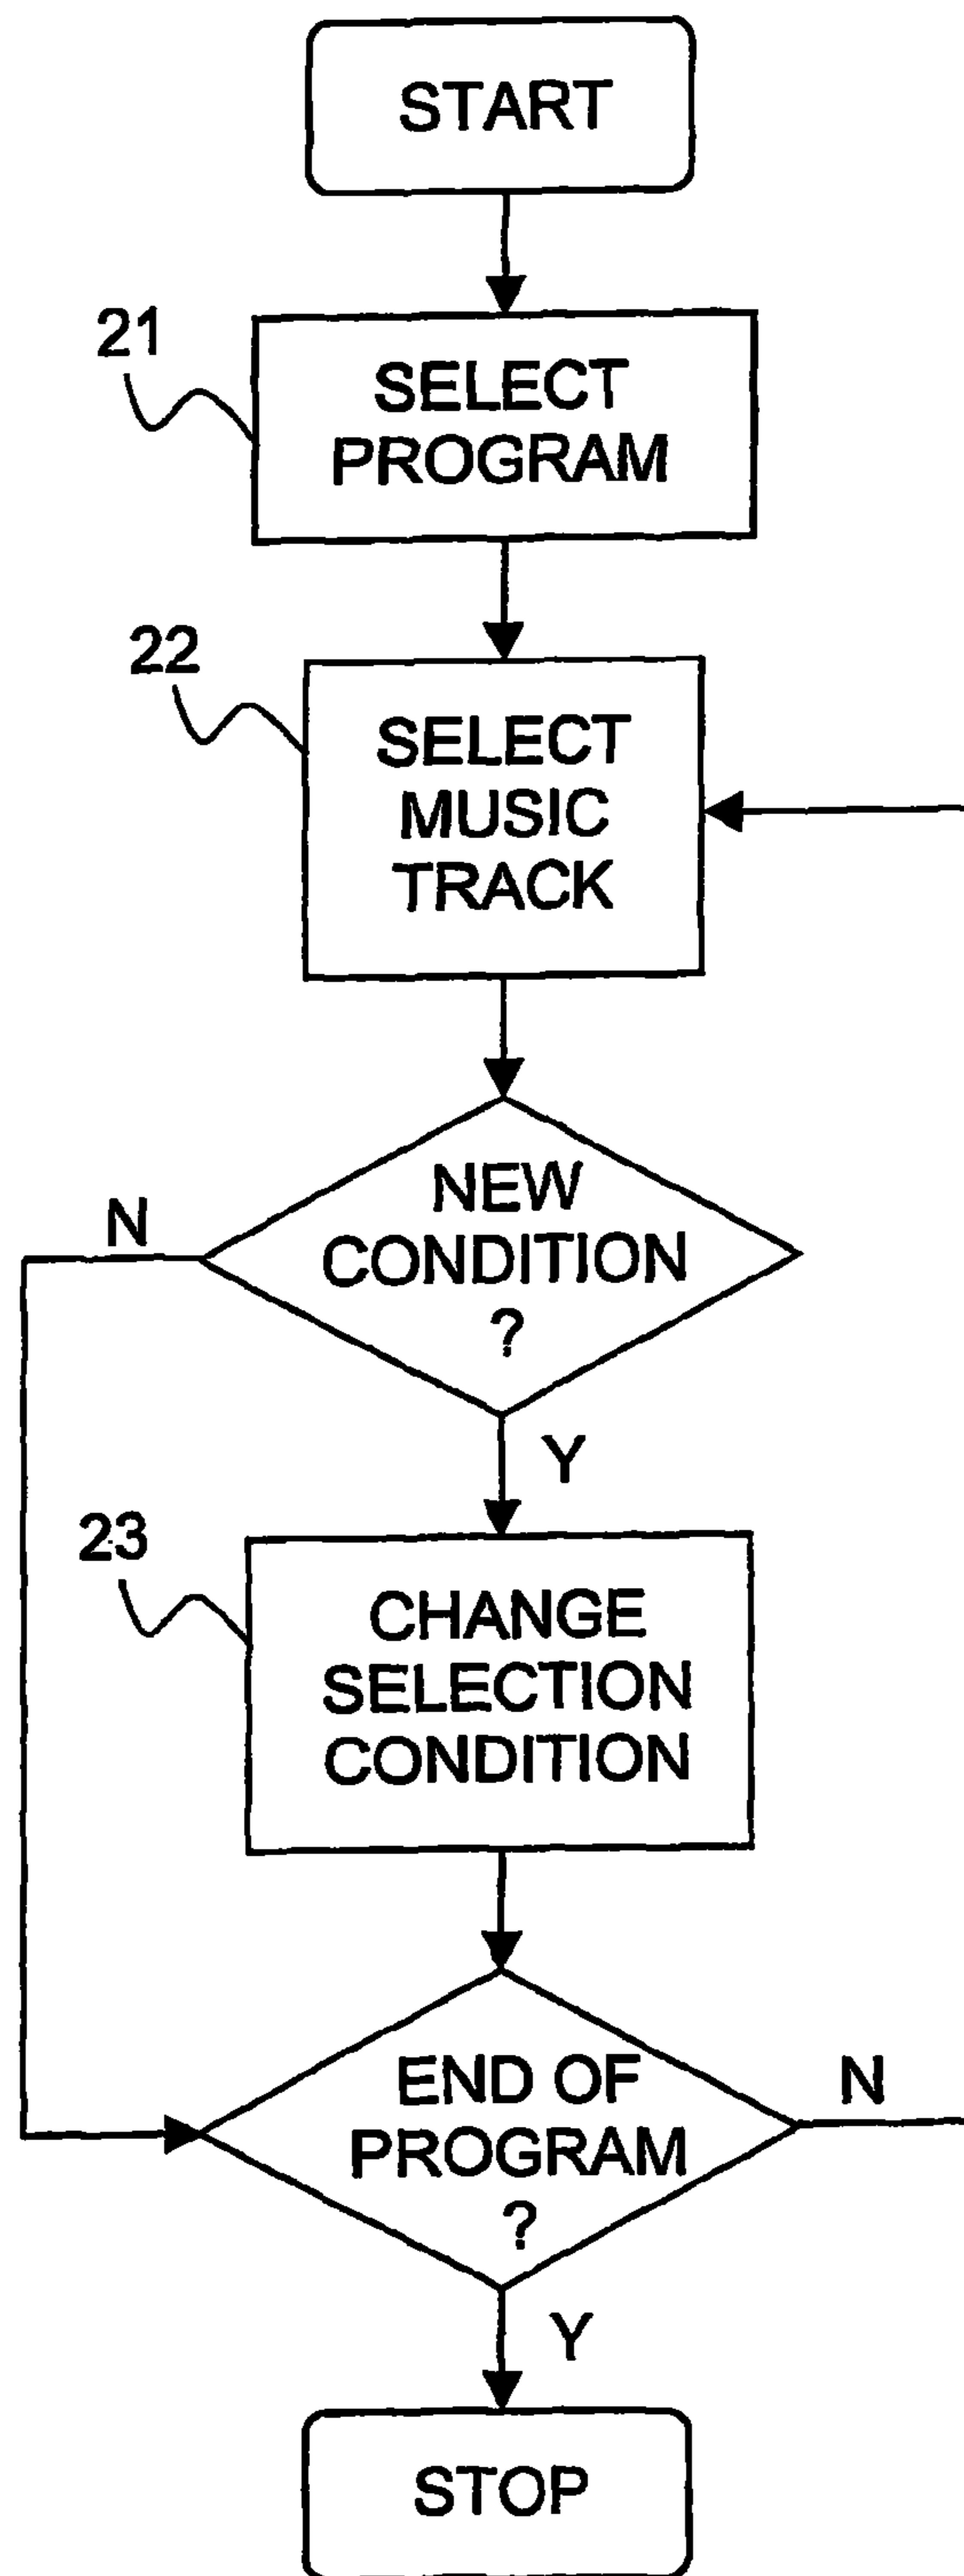 START
21
SELECT
PROGRAM
22
SELECT
MUSIC
TRACK
NEW
CONDITION
?
N
Y
23
CHANGE
SELECTION
CONDITION
END OF
PROGRAM
?
N
Y
STOP